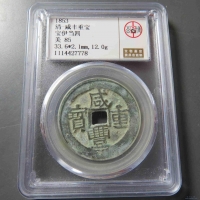 1853
清 咸丰重宝
宝伊当四
美 85
33.6*2.1mm,12.0g
1114427778
咸
豐
重
寶